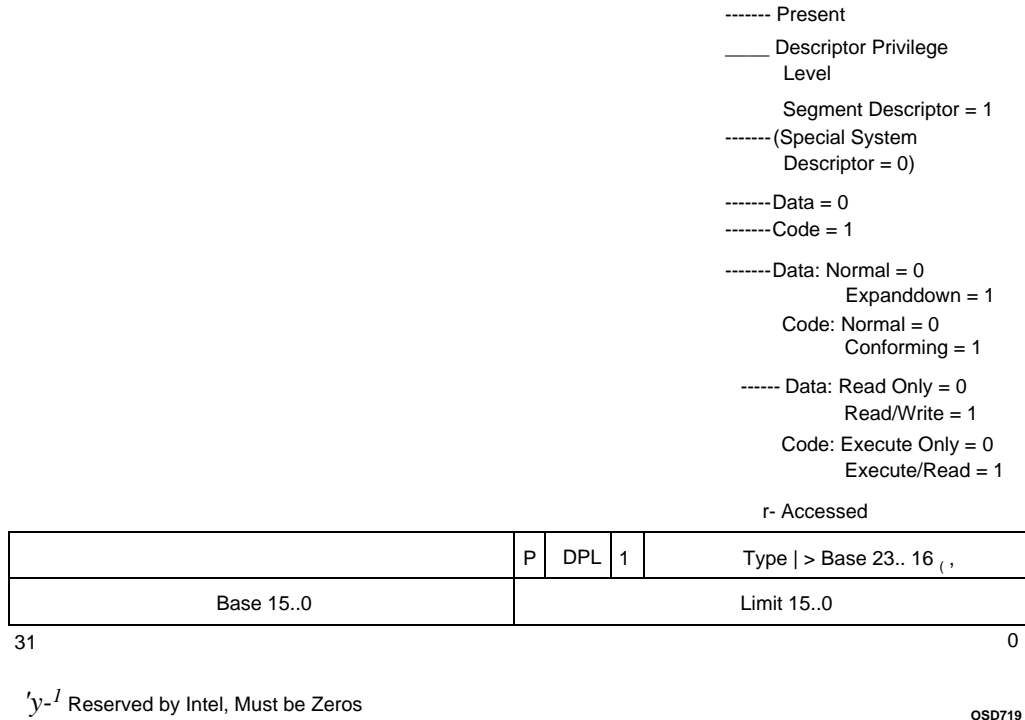 ------- Present
____ Descriptor Privilege
Level
Segment Descriptor = 1
-------(Special System
Descriptor = 0)
-------Data = 0
-------Code = 1
-------Data: Normal = 0
Expanddown = 1
Code: Normal = 0
Conforming = 1
------ Data: Read Only = 0
Read/Write = 1
Code: Execute Only = 0
Execute/Read = 1
r- Accessed
P DPL 1 Type | > Base 23.. 16 ( ,
Base 15..0 Limit 15..0
31 0
'y-1 Reserved by Intel, Must be Zeros
OSD719